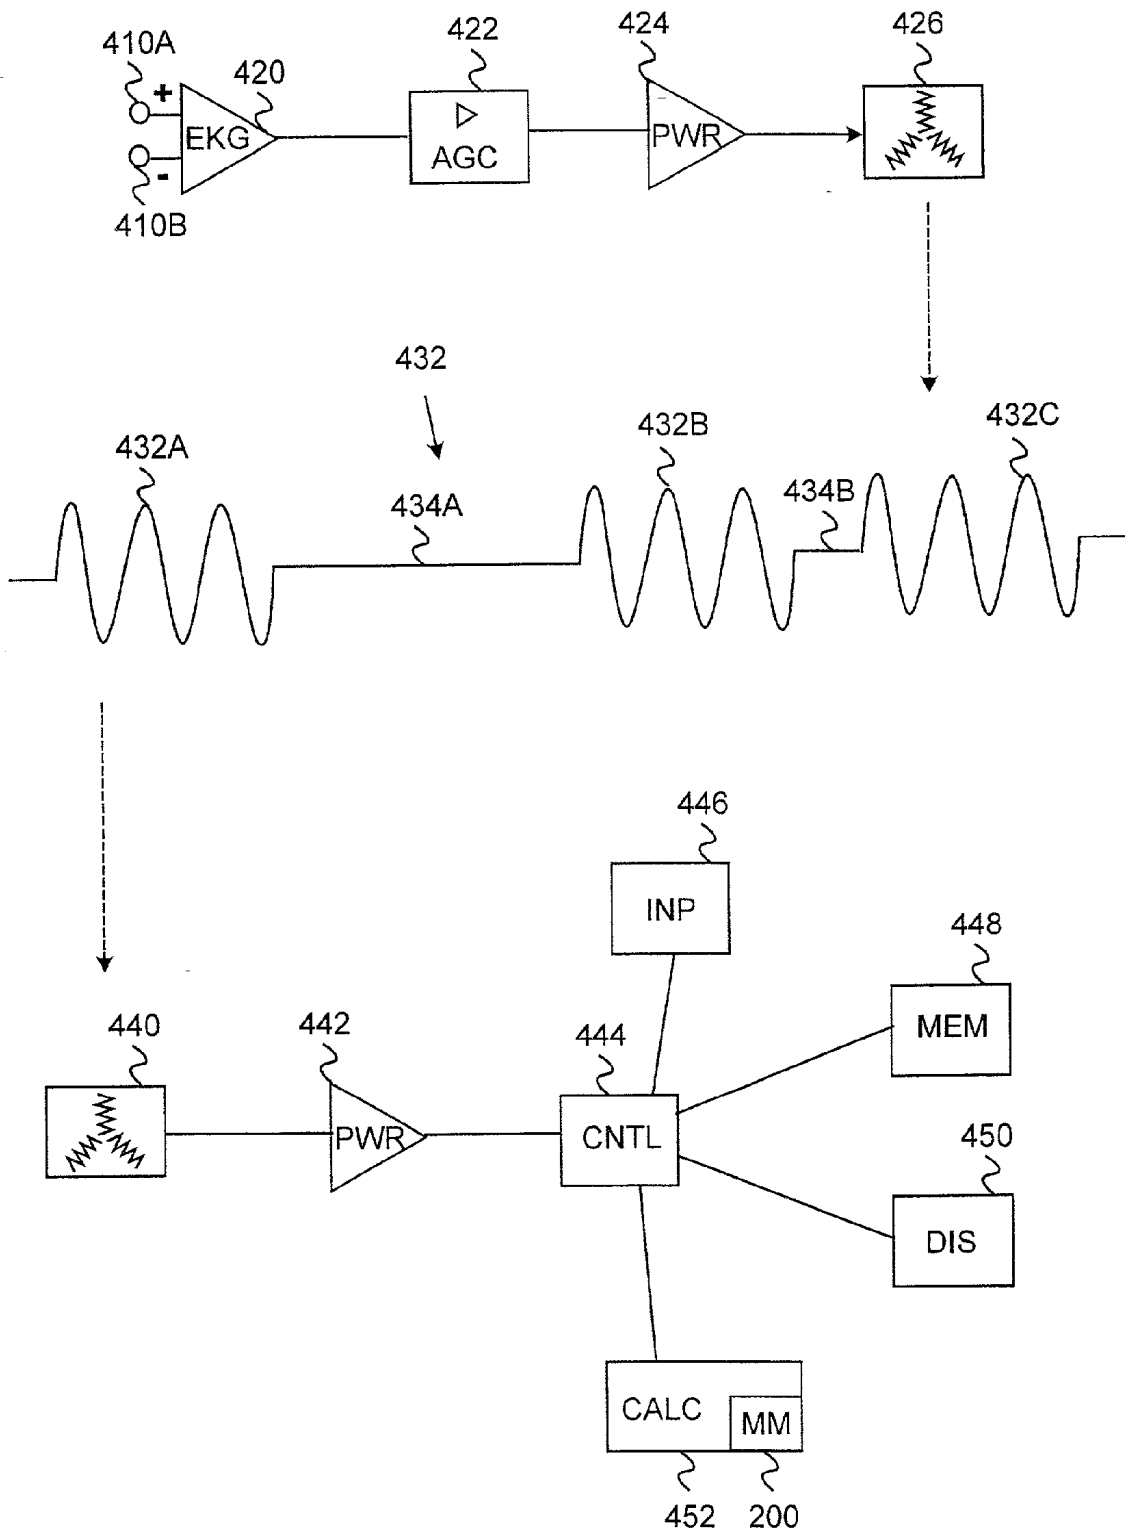 410A
422
424
426
420
+
EKG
AGC
PWR
-
410B
432
432A
432B
432C
434A
434B
446
INP
448
MEM
440
442
444
PWR
CNTL
450
DIS
CALC
MM
452
200